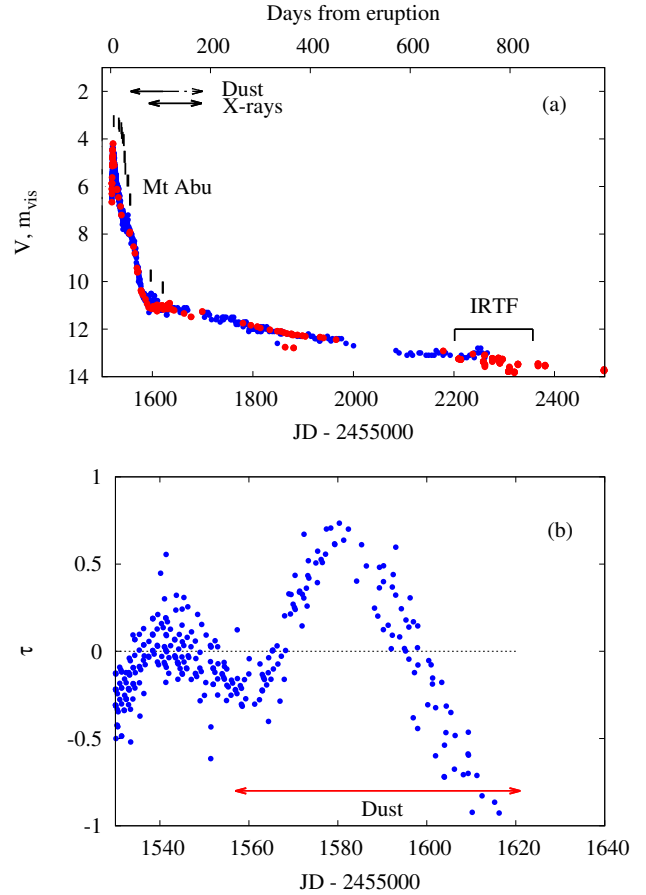 Days from eruption
0 200 400 600 800
1
2
4
6
8
10
12
14
V, m_vis
Dust
X-rays
(a)
Mt Abu
IRTF
1600 1800 2000 2200 2400
JD - 2455000
1
0.5
0
-0.5
-1
τ
(b)
Dust
1540 1560 1580 1600 1620 1640
JD - 2455000